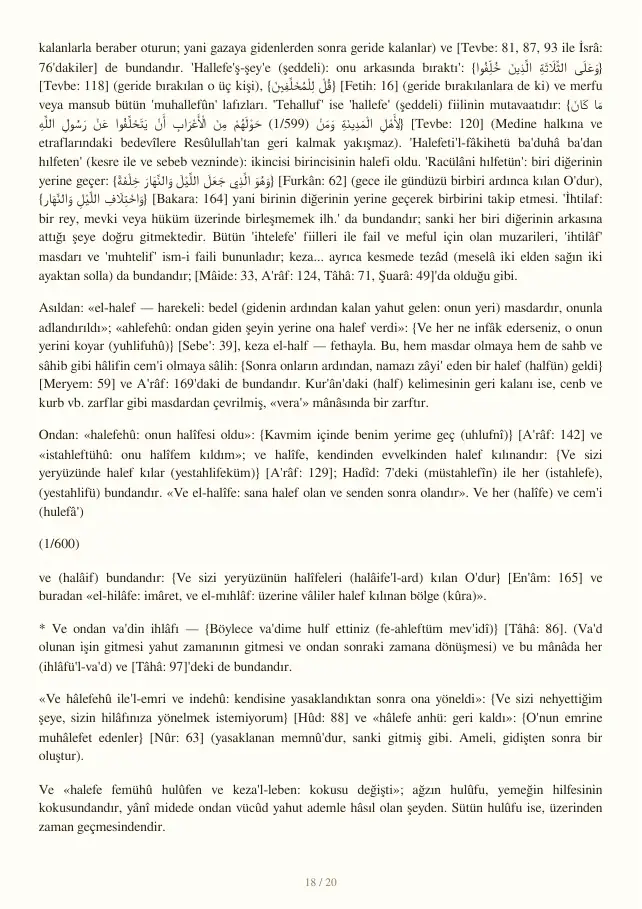 kalanlarla beraber oturun; yani gazaya gidenlerden sonra geride kalanlar) ve [Tevbe: 81, 87, 93 ile İsrâ:
76'dakiler] de bundandır. 'Hallefe'ş-şey'e (şeddeli): onu arkasında bıraktı': {وَعَلَى الثَّلَاثَةِ الَّذِينَ خُلِّفُوا}
[Tevbe: 118] (geride bırakılan o üç kişi), {قُلْ لِلْمُخَلَّفِينَ} [Fetih: 16] (geride bırakılanlara de ki) ve merfu
veya mansub bütün 'muhallefûn' lafızları. 'Tehalluf' ise 'hallefe' (şeddeli) fiilinin mutavaatıdır: {مَا كَانَ
لِأَهْلِ الْمَدِينَةِ وَمَنْ (1/599) حَوْلَهُمْ مِنَ الْأَعْرَابِ أَنْ يَتَخَلَّفُوا عَنْ رَسُولِ اللَّهِ} [Tevbe: 120] (Medine halkına ve
etraflarındaki bedevîlere Resûlullah'tan geri kalmak yakışmaz). 'Halefeti'l-fâkihetü ba'duhâ ba'dan
hılfeten' (kesre ile ve sebeb vezninde): ikincisi birincisinin halefi oldu. 'Racülâni hılfetün': biri diğerinin
yerine geçer: {وَهُوَ الَّذِي جَعَلَ اللَّيْلَ وَالنَّهَارَ خِلْفَةً} [Furkân: 62] (gece ile gündüzü birbiri ardınca kılan O'dur),
{وَاخْتِلَافِ اللَّيْلِ وَالنَّهَارِ} [Bakara: 164] yani birinin diğerinin yerine geçerek birbirini takip etmesi. 'İhtilaf:
bir rey, mevki veya hüküm üzerinde birleşmemek ilh.' da bundandır; sanki her biri diğerinin arkasına
attığı şeye doğru gitmektedir. Bütün 'ihtelefe' fiilleri ile fail ve meful için olan muzarileri, 'ihtilâf'
masdarı ve 'muhtelif' ism-i faili bununladır; keza... ayrıca kesmede tezâd (meselâ iki elden sağın iki
ayaktan solla) da bundandır; [Mâide: 33, A'râf: 124, Tâhâ: 71, Şuarâ: 49]'da olduğu gibi.
Asıldan: «el-halef — harekeli: bedel (gidenin ardından kalan yahut gelen: onun yeri) masdardır, onunla
adlandırıldı»; «ahlefehû: ondan giden şeyin yerine ona halef verdi»: {Ve her ne infâk ederseniz, o onun
yerini koyar (yuhlifuhû)} [Sebe': 39], keza el-half — fethayla. Bu, hem masdar olmaya hem de sahb ve
sâhib gibi hâlifin cem'i olmaya sâlih: {Sonra onların ardından, namazı zâyi' eden bir halef (halfün) geldi}
[Meryem: 59] ve A'râf: 169'daki de bundandır. Kur'ân'daki (half) kelimesinin geri kalanı ise, cenb ve
kurb vb. zarflar gibi masdardan çevrilmiş, «vera'» mânâsında bir zarftır.
Ondan: «halefehû: onun halîfesi oldu»: {Kavmim içinde benim yerime geç (uhlufnî)} [A'râf: 142] ve
«istahleftühû: onu halîfem kıldım»; ve halîfe, kendinden evvelkinden halef kılınandır: {Ve sizi
yeryüzünde halef kılar (yestahlifeküm)} [A'râf: 129]; Hadîd: 7'deki (müstahlefîn) ile her (istahlefe),
(yestahlifü) bundandır. «Ve el-halîfe: sana halef olan ve senden sonra olandır». Ve her (halîfe) ve cem'i
(hulefâ')
(1/600)
ve (halâif) bundandır: {Ve sizi yeryüzünün halîfeleri (halâife'l-ard) kılan O'dur} [En'âm: 165] ve
buradan «el-hilâfe: imâret, ve el-mıhlâf: üzerine vâliler halef kılınan bölge (kûra)».
* Ve ondan va'din ihlâfı — {Böylece va'dime hulf ettiniz (fe-ahleftüm mev'idî)} [Tâhâ: 86]. (Va'd
olunan işin gitmesi yahut zamanının gitmesi ve ondan sonraki zamana dönüşmesi) ve bu mânâda her
(ihlâfü'l-va'd) ve [Tâhâ: 97]'deki de bundandır.
«Ve hâlefehû ile'l-emri ve indehû: kendisine yasaklandıktan sonra ona yöneldi»: {Ve sizi nehyettiğim
şeye, sizin hilâfınıza yönelmek istemiyorum} [Hûd: 88] ve «hâlefe anhü: geri kaldı»: {O'nun emrine
muhâlefet edenler} [Nûr: 63] (yasaklanan memnû'dur, sanki gitmiş gibi. Ameli, gidişten sonra bir
oluştur).
Ve «halefe femühû hulûfen ve keza'l-leben: kokusu değişti»; ağzın hulûfu, yemeğin hilfesinin
kokusundandır, yânî midede ondan vücûd yahut ademle hâsıl olan şeyden. Sütün hulûfu ise, üzerinden
zaman geçmesindendir.
18 / 20